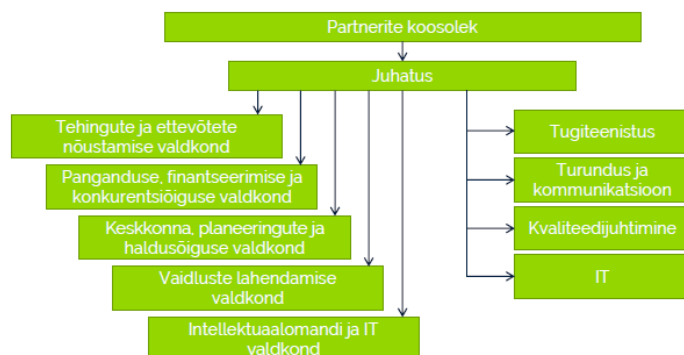 Partnerite koosolek
Juhatus
Tehingute ja ettevõtete
nõustamise valdkond
Panganduse, finantseerimise ja
konkurentsiõiguse valdkond
Keskkonna, planeeringute ja
haldusõiguse valdkond
Vaidluste lahendamise
valdkond
Intellektuaalomandi ja IT
valdkond
Tugiteenistus
Turundus ja
kommunikatsioon
Kvaliteedijuhtimine
IT